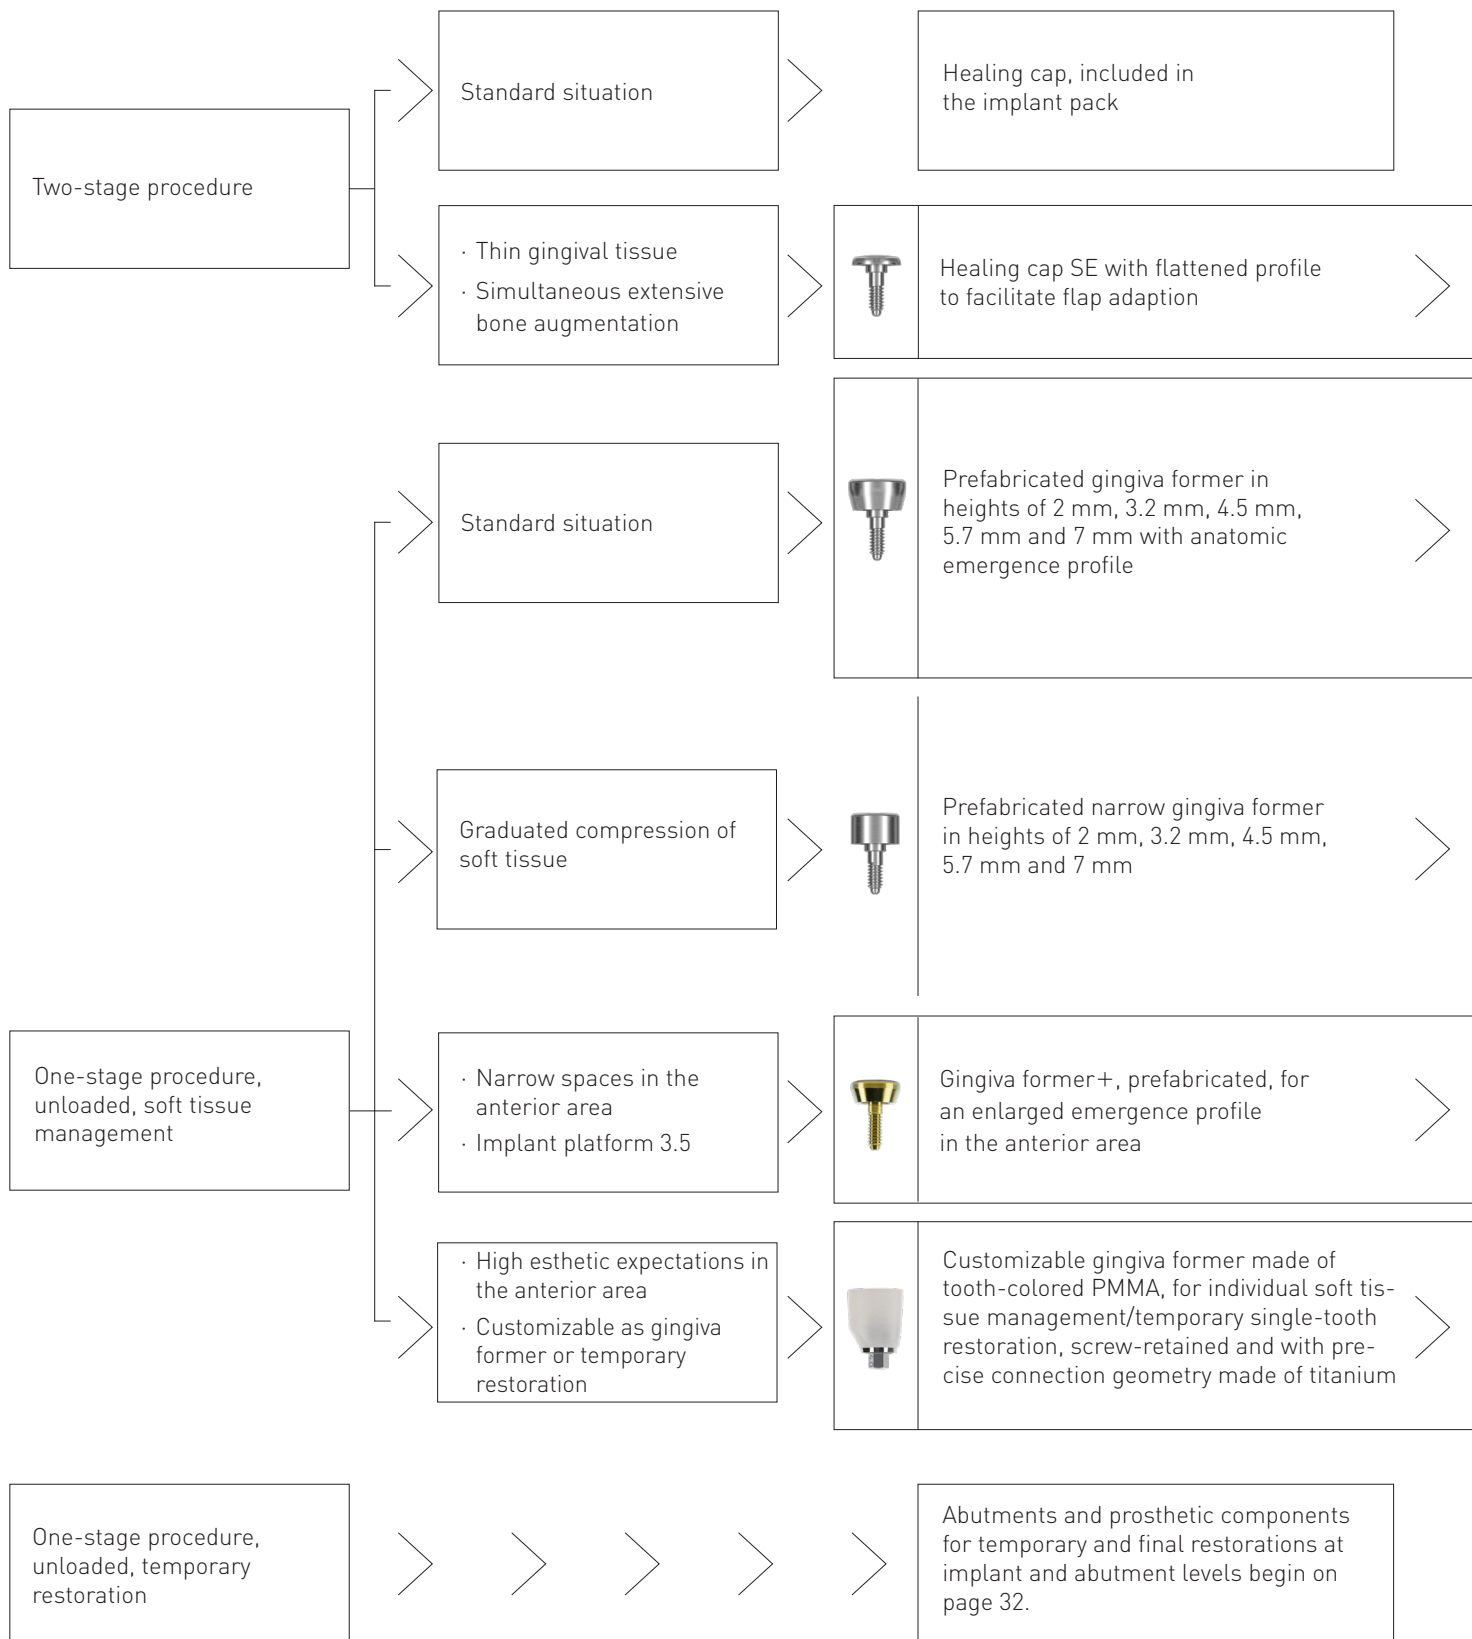 Two-stage procedure
Standard situation
Healing cap, included in
the implant pack
· Thin gingival tissue
· Simultaneous extensive
bone augmentation
Healing cap SE with flattened profile
to facilitate flap adaption
One-stage procedure,
unloaded, soft tissue
management
Standard situation
Prefabricated gingiva former in
heights of 2 mm, 3.2 mm, 4.5 mm,
5.7 mm and 7 mm with anatomic
emergence profile
Graduated compression of
soft tissue
Prefabricated narrow gingiva former
in heights of 2 mm, 3.2 mm, 4.5 mm,
5.7 mm and 7 mm
· Narrow spaces in the
anterior area
· Implant platform 3.5
Gingiva former+, prefabricated, for
an enlarged emergence profile
in the anterior area
· High esthetic expectations in
the anterior area
· Customizable as gingiva
former or temporary
restoration
Customizable gingiva former made of
tooth-colored PMMA, for individual soft tis-
sue management/temporary single-tooth
restoration, screw-retained and with pre-
cise connection geometry made of titanium
One-stage procedure,
unloaded, temporary
restoration
Abutments and prosthetic components
for temporary and final restorations at
implant and abutment levels begin on
page 32.